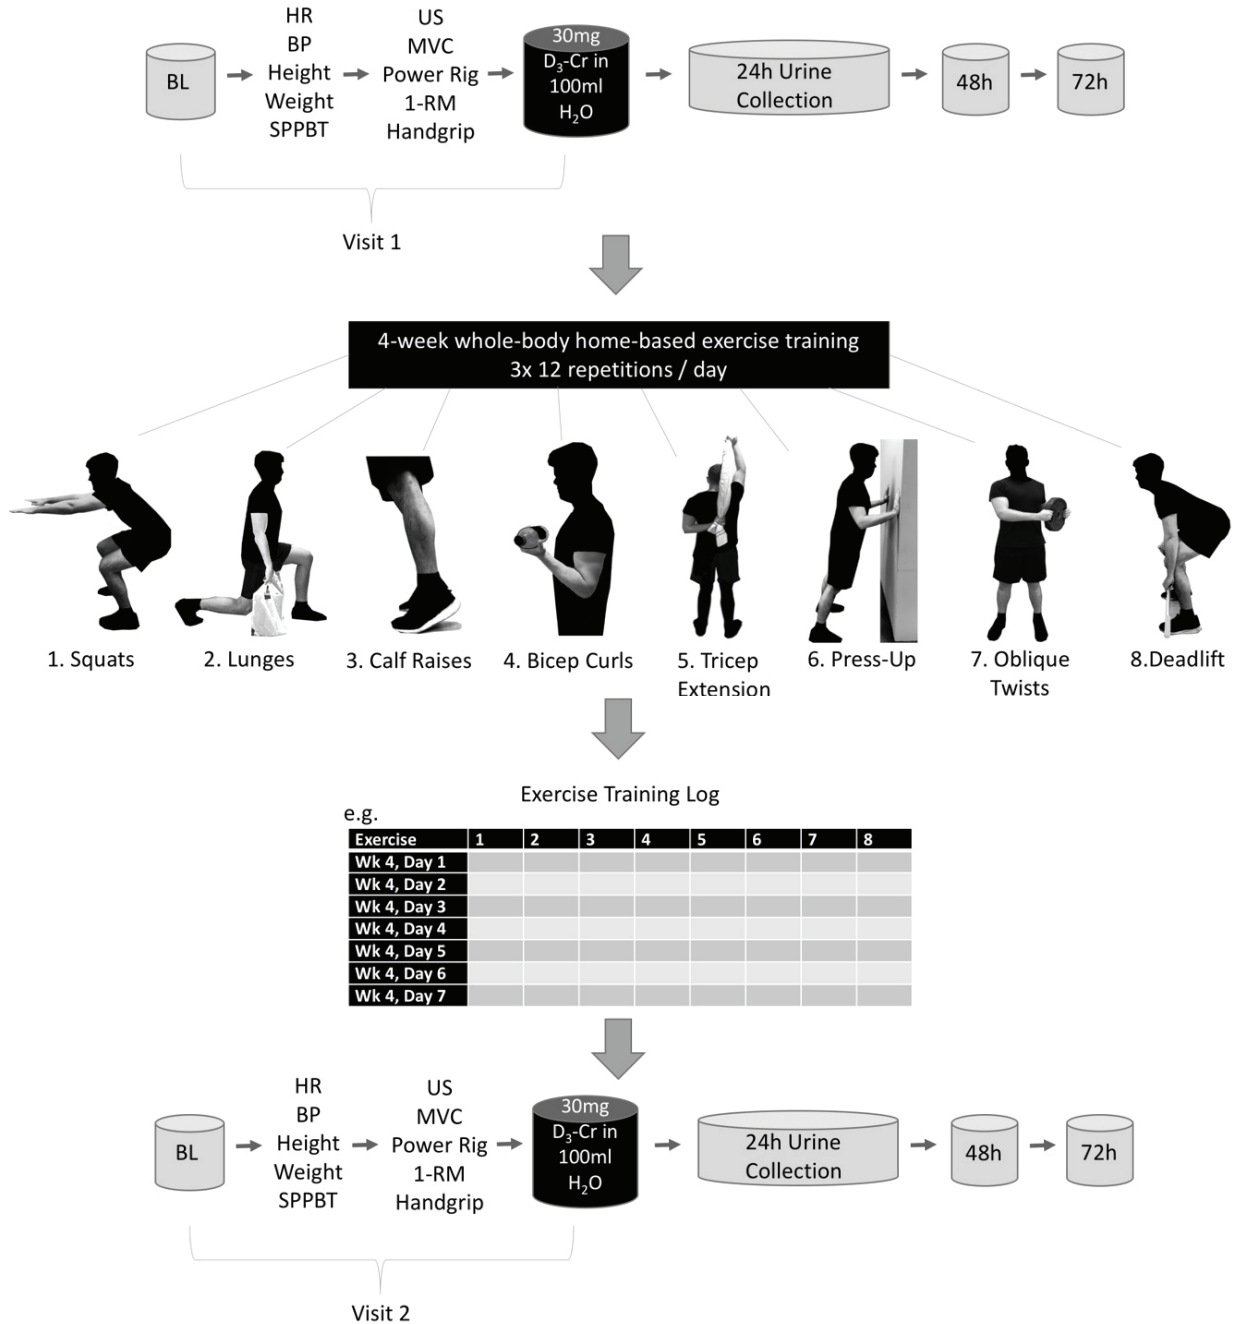 BL
HR
BP
Height
Weight
SPPBT
US
MVC
Power Rig
1-RM
Handgrip
30mg
D3-Cr in
100ml
H2O
24h Urine
Collection
48h
72h
Visit 1
4-week whole-body home-based exercise training
3x 12 repetitions / day
1. Squats
2. Lunges
3. Calf Raises
4. Bicep Curls
5. Tricep
Extension
6. Press-Up
7. Oblique
Twists
8.Deadlift
Exercise Training Log
e.g.
Exercise 1 2 3 4 5 6 7 8
Wk 4, Day 1
Wk 4, Day 2
Wk 4, Day 3
Wk 4, Day 4
Wk 4, Day 5
Wk 4, Day 6
Wk 4, Day 7
BL
HR
BP
Height
Weight
SPPBT
US
MVC
Power Rig
1-RM
Handgrip
30mg
D3-Cr in
100ml
H2O
24h Urine
Collection
48h
72h
Visit 2